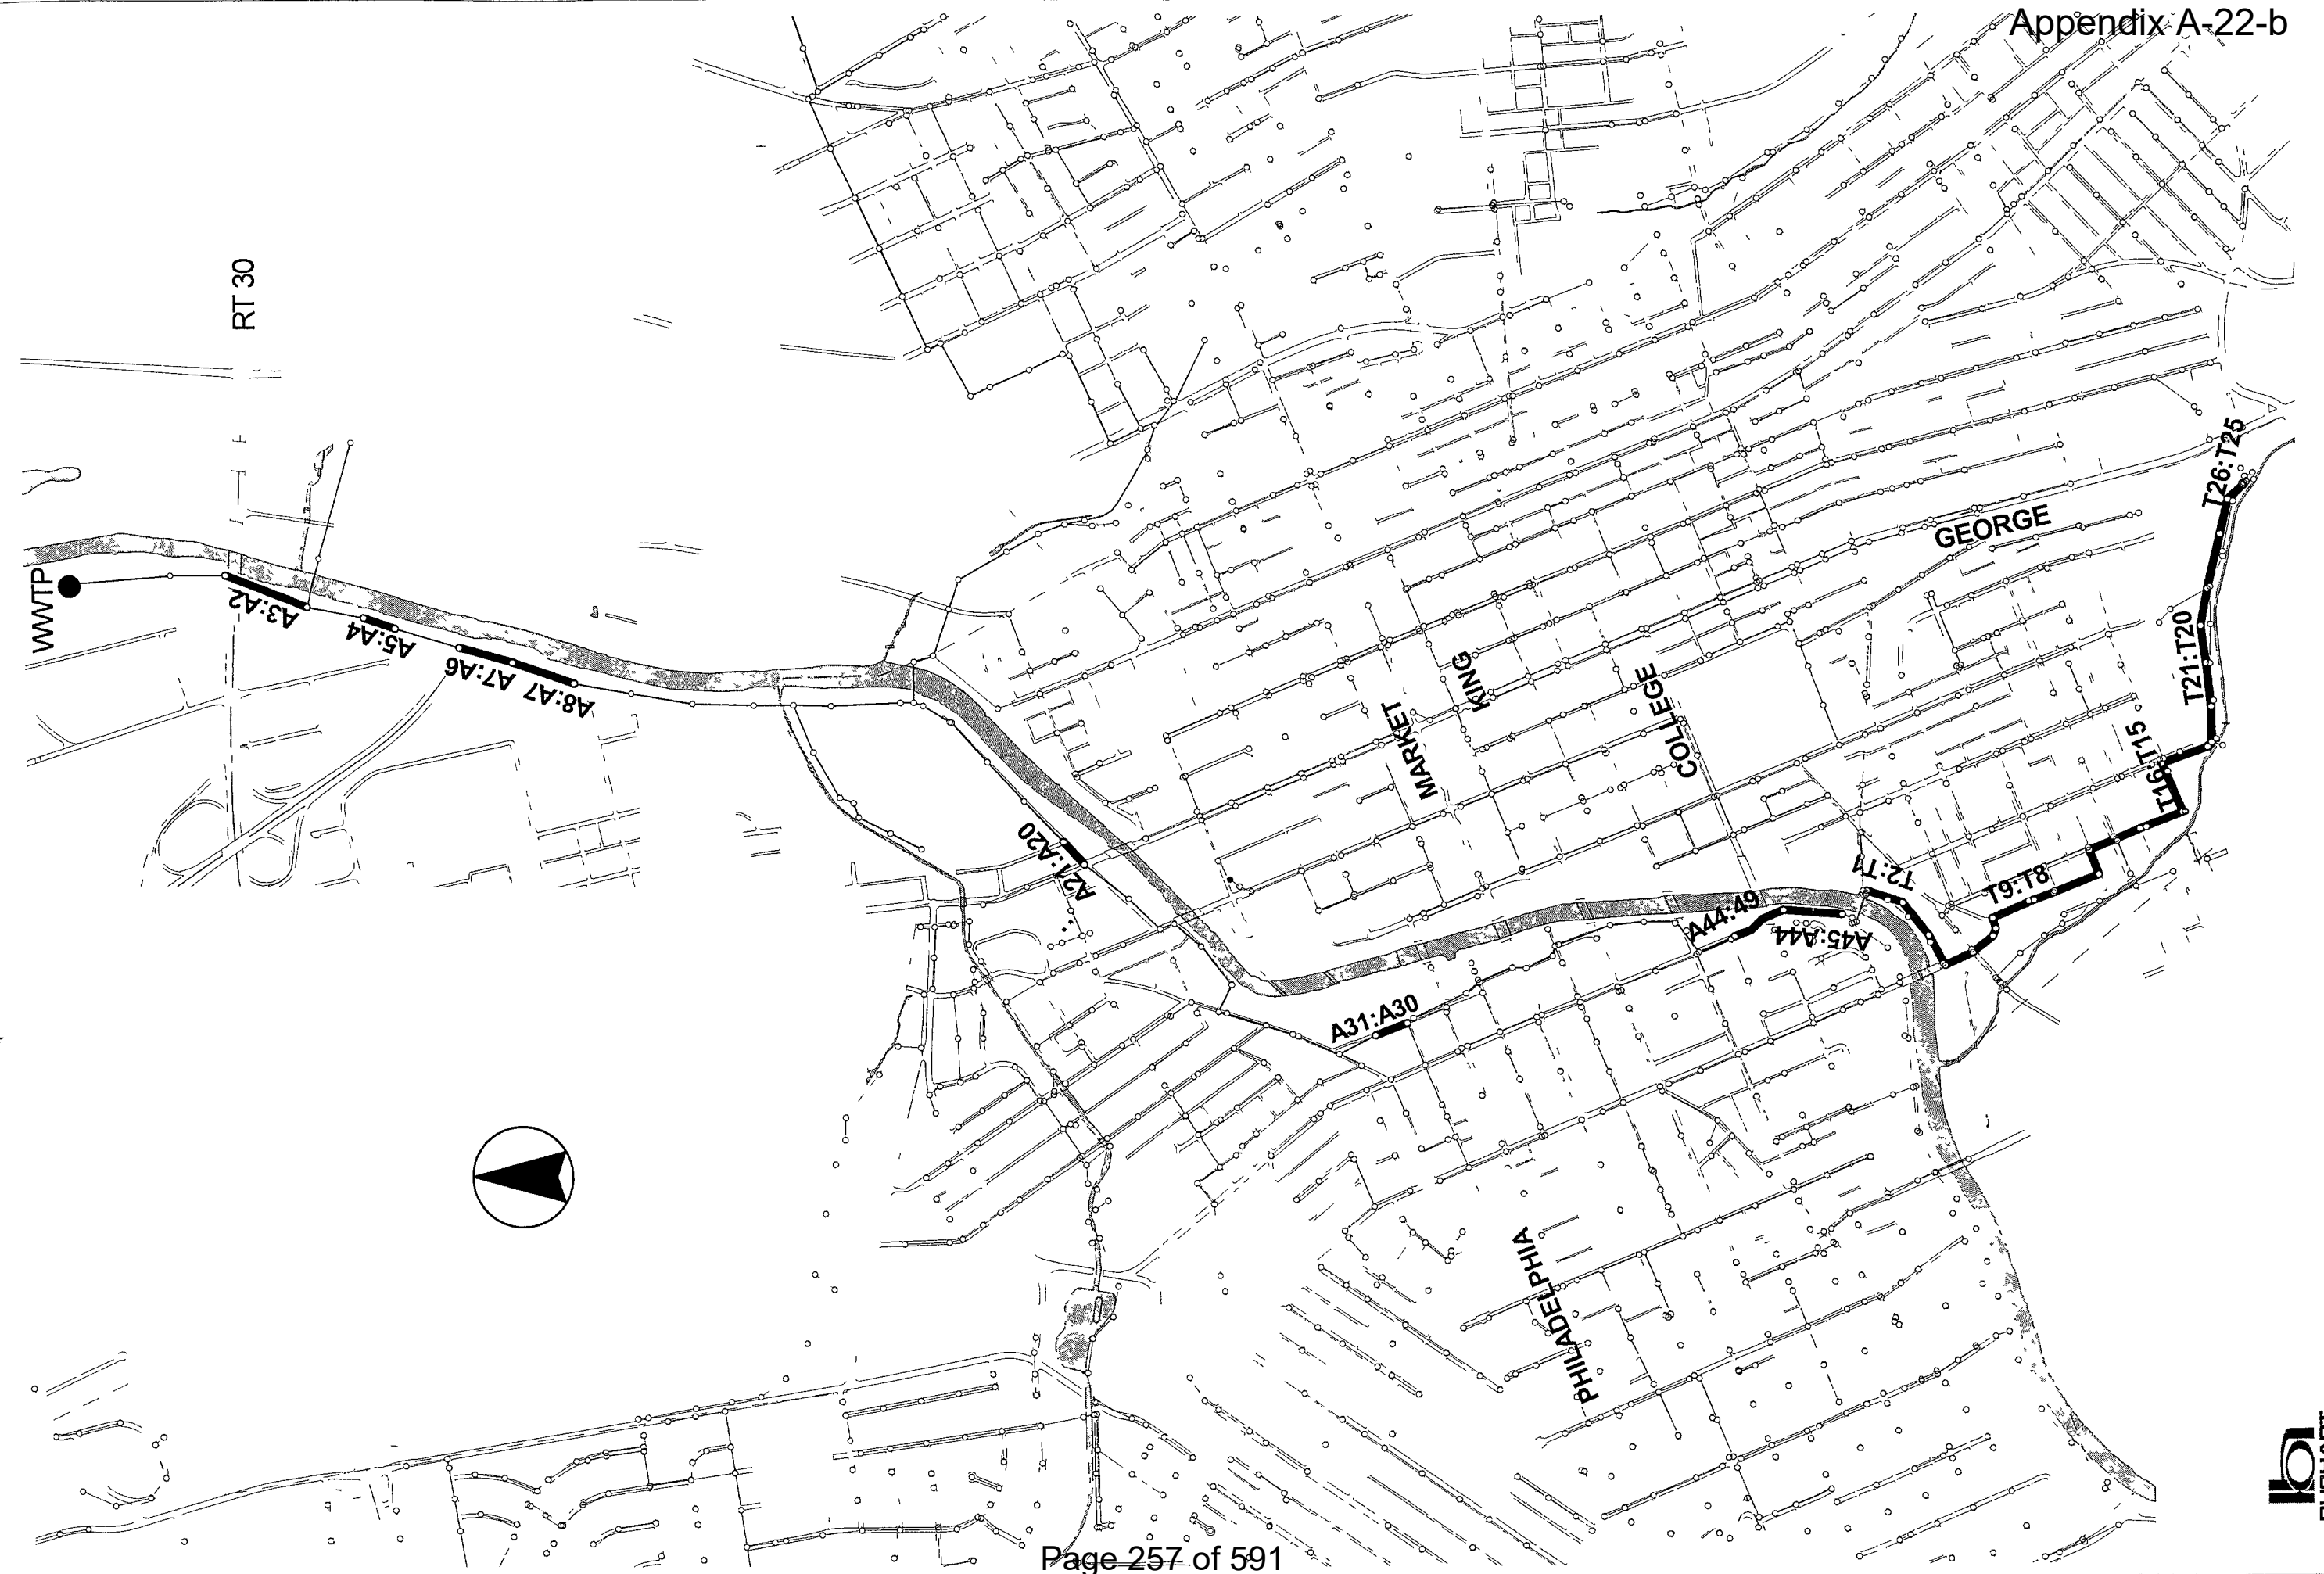 Appendix A-22-b
RT 30
WWTP
A3:A2
A5:A4
A7:A6
A8:A7
A21:A20
A31:A30
A44:49
A45:A44
T2:T1
T9:T8
T16:T15
T21:T20
T26:T25
GEORGE
MARKET
KING
COLLEGE
PHILADELPHIA
Page 257 of 591